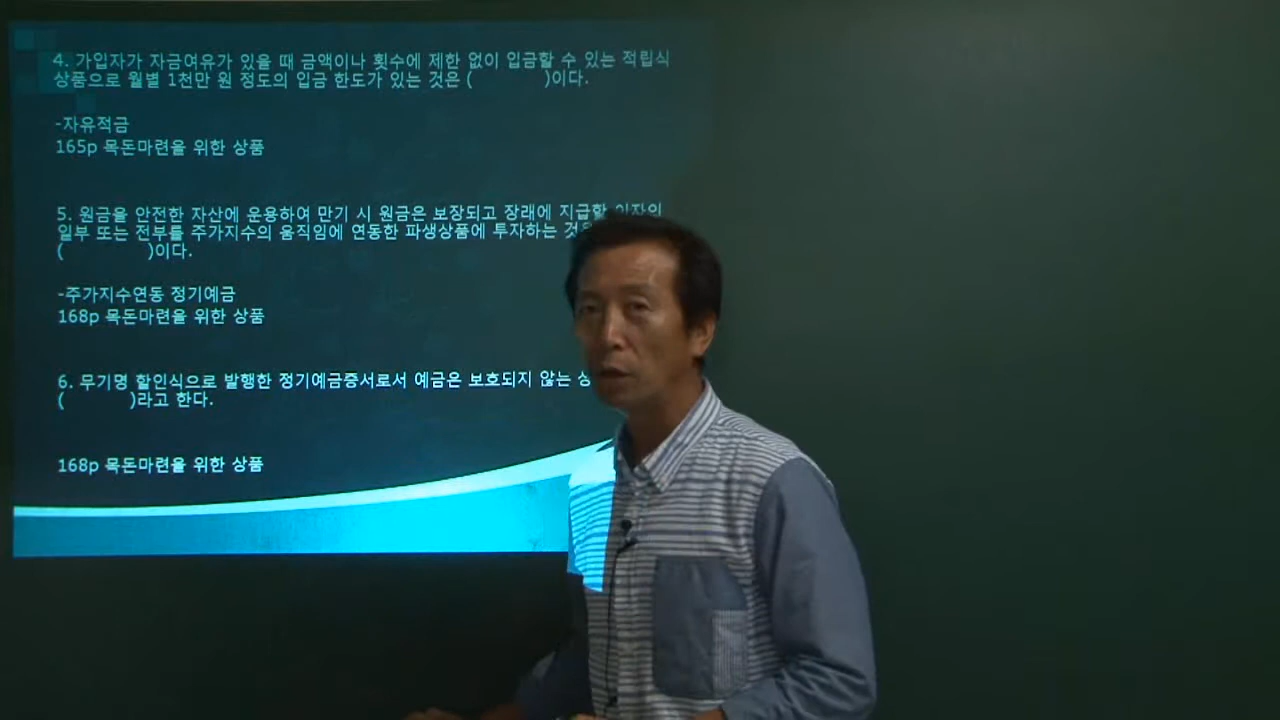 4. 가입자가 자금여유가 있을 때 금액이나 횟수에 제한 없이 입금할 수 있는 적립식
상품으로 월별 1천만 원 정도의 입금 한도가 있는 것은 (      )이다.
-자유적금
165p 목돈마련을 위한 상품
5. 원금을 안전한 자산에 운용하여 만기 시 원금은 보장되고 장래에 지급할 이자의
일부 또는 전부를 주가지수의 움직임에 연동한 파생상품에 투자하는
(      )이다.
-주가지수연동 정기예금
168p 목돈마련을 위한 상품
6. 무기명 할인식으로 발행한 정기예금증서로서 예금은 보호되지 않는
(      )라고 한다.
168p 목돈마련을 위한 상품